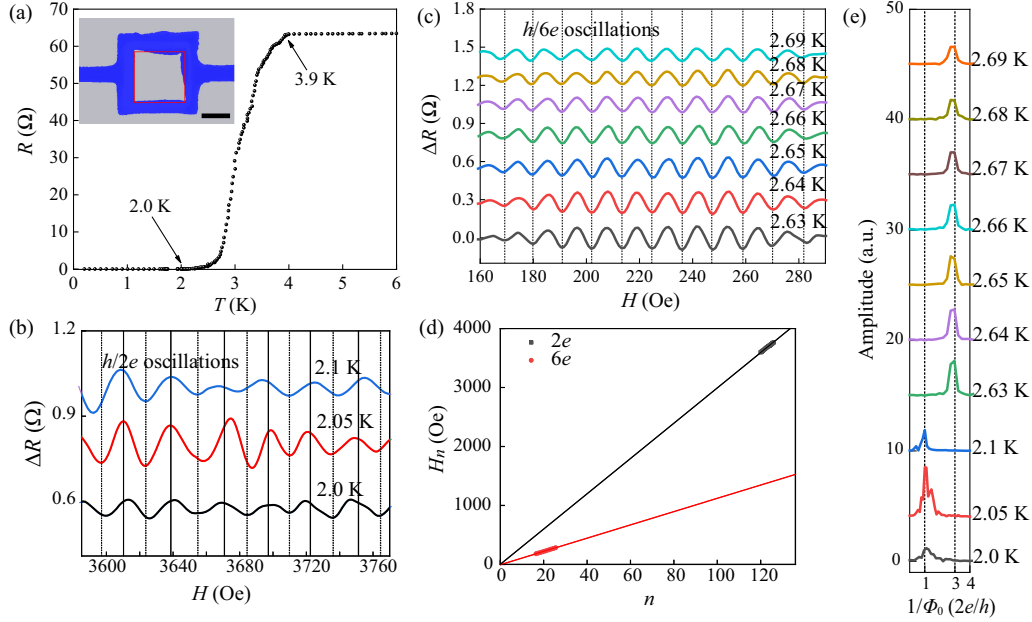 (a)
R (Ω)
70
60
50
40
30
20
10
0
3.9 K
2.0 K
0 1 2 3 4 5 6
T (K)
(b)
ΔR (Ω)
1.2
0.9
0.6
h/2e oscillations
2.1 K
2.05 K
2.0 K
3600 3640 3680 3720 3760
H (Oe)
(c)
ΔR (Ω)
1.8
1.5
1.2
0.9
0.6
0.3
0.0
h/6e oscillations
2.69 K
2.68 K
2.67 K
2.66 K
2.65 K
2.64 K
2.63 K
160 180 200 220 240 260 280
H (Oe)
(d)
Hn (Oe)
4000
3000
2000
1000
0
2e
6e
0 20 40 60 80 100 120
n
(e)
Amplitude (a.u.)
50
40
30
20
10
0
2.69 K
2.68 K
2.67 K
2.66 K
2.65 K
2.64 K
2.63 K
2.1 K
2.05 K
2.0 K
1 3 4
1/Φ0 (2e/h)